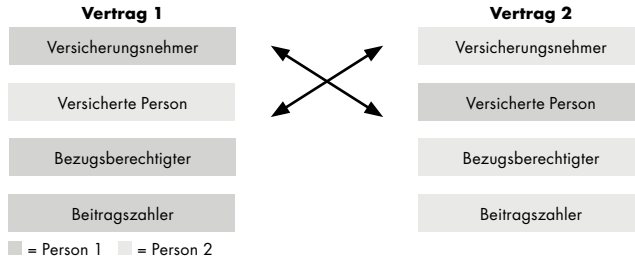 Vertrag 1
Vertrag 2
Versicherungsnehmer
Versicherungsnehmer
Versicherte Person
Versicherte Person
Bezugsberechtigter
Bezugsberechtigter
Beitragszahler
Beitragszahler
= Person 1 = Person 2